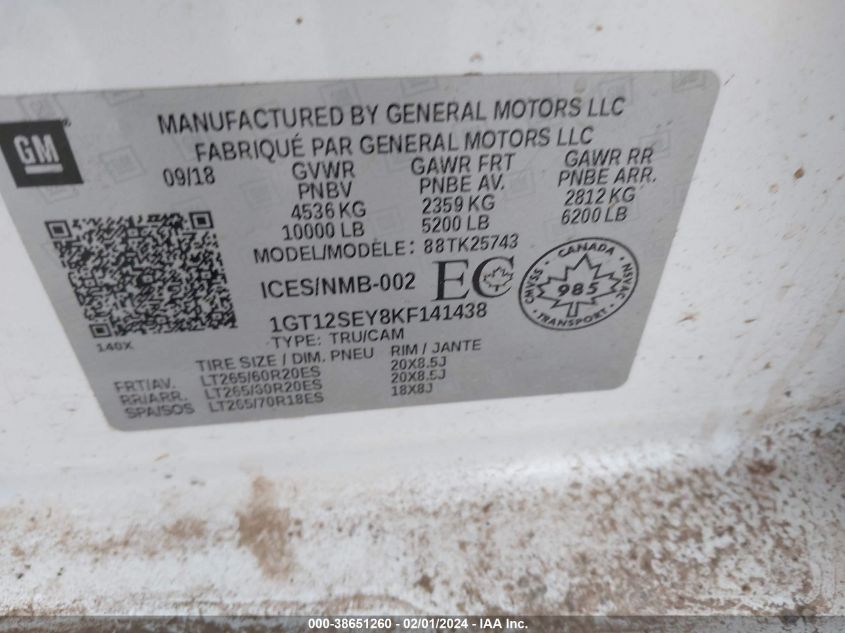 GM
MANUFACTURED BY GENERAL MOTORS LLC
FABRIQUÉ PAR GENERAL MOTORS LLC
09/18
GVWR GAWR FRT GAWR RR
PNBV PNBE AV. PNBE ARR.
4536 KG 2359 KG 2812 KG
10000 LB 5200 LB 6200 LB
MODEL/MODÈLE: 88TK25743
ICES/NMB-002 EC
CANADA
CMVSS NSVAC
985
TRANSPORT
1GT12SEY8KF141438
140X
TYPE: TRU/CAM
TIRE SIZE / DIM. PNEU RIM / JANTE
FRT/AV. LT265/60R20ES 20X8.5J
RR/ARR. LT265/60R20ES 20X8.5J
SPA/SOS LT265/70R18ES 18X8J
000-38651260 - 02/01/2024 - IAA Inc.